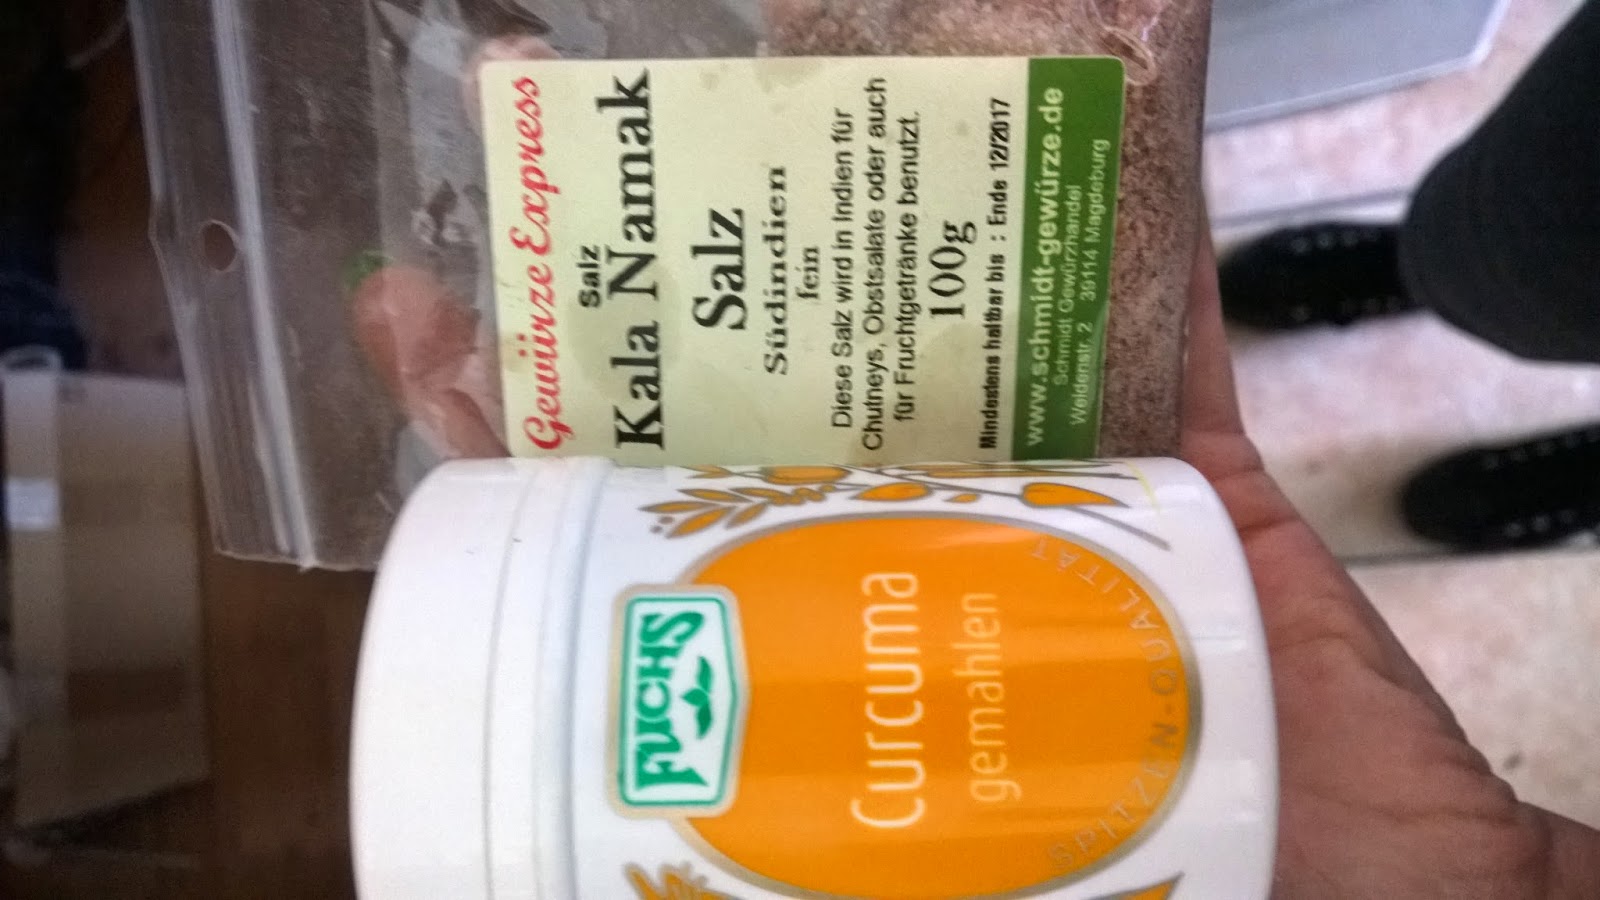 Gewürze Express
Salz
Kala Namak
Salz
Südindien
fein
Diese Salz wird in Indien für
Chutneys, Obstsalate oder auch
für Fruchtgetränke benutzt.
100g
Mindestens haltbar bis : Ende 12/2017
www.schmidt-gewürze.de
Schmidt Gewürzhandel
Weidenstr. 2 39114 Magdeburg
FUCHS
Curcuma
gemahlen
SPITZEN-QUALITÄT